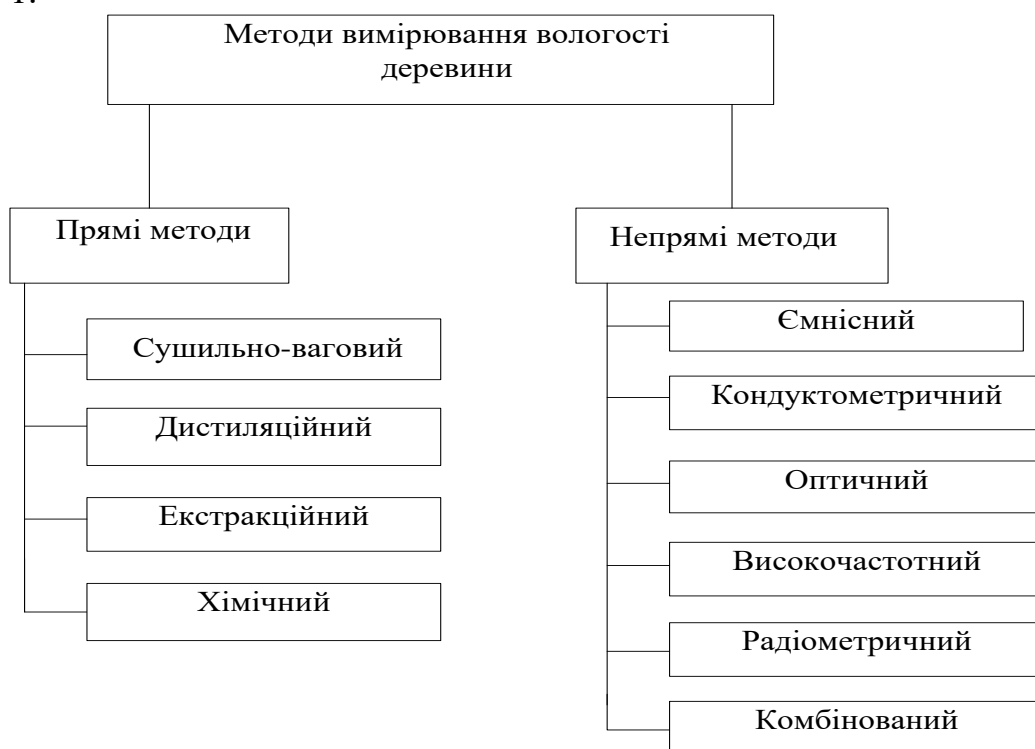 Методи вимірювання вологості
деревини
Прямі методи
Сушильно-ваговий
Дистиляційний
Екстракційний
Хімічний
Непрямі методи
Ємнісний
Кондуктометричний
Оптичний
Високочастотний
Радіометричний
Комбінований